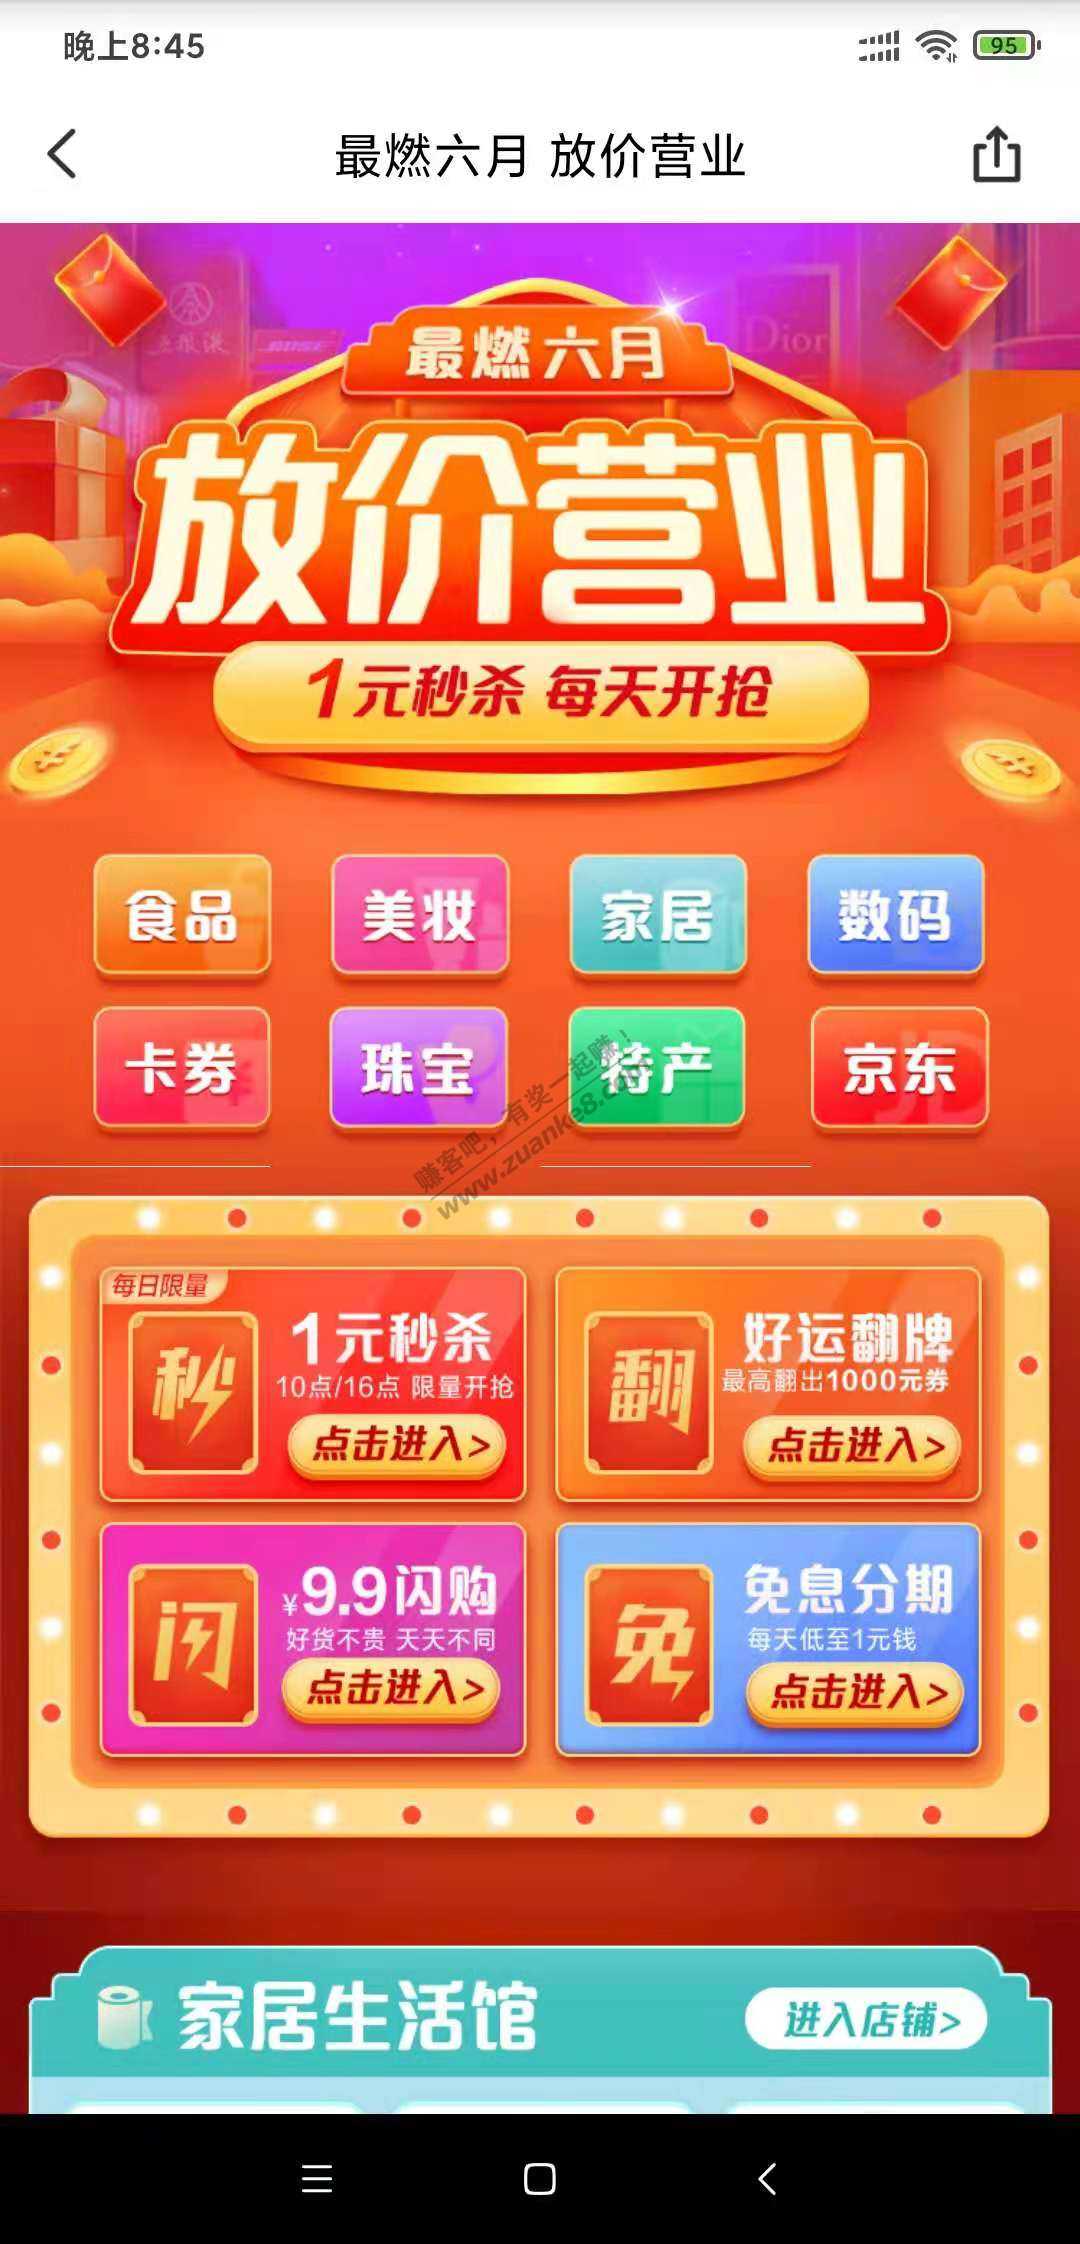 晚上8:45
95
最燃六月 放价营业
Dior
最燃六月
放价营业
1元秒杀 每天开抢
食品
美妆
家居
数码
卡券
珠宝
特产
京东
JD
赚客吧，有奖一起赚！
www.zuanke8.com
每日限量
秒
1元秒杀
10点/16点 限量开抢
点击进入>
翻
好运翻牌
最高翻出1000元券
点击进入>
闪
¥9.9闪购
好货不贵 天天不同
点击进入>
免
免息分期
每天低至1元钱
点击进入>
家居生活馆
进入店铺>